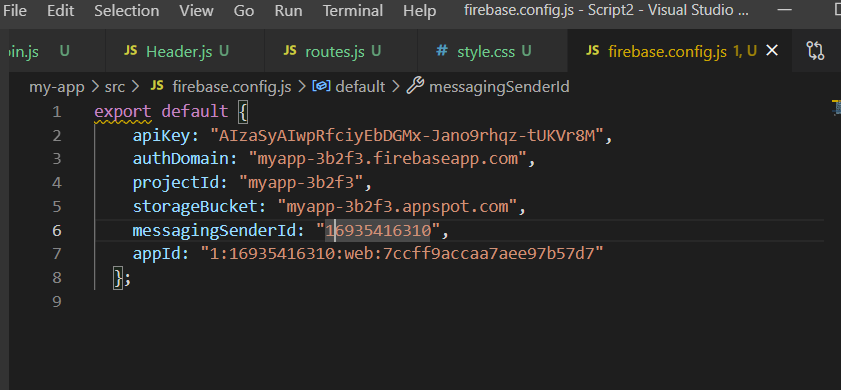 File Edit Selection View Go Run Terminal Help firebase.config.js - Script2 - Visual Studio ...
in.js U JS Header.js U JS routes.js U # style.css U JS firebase.config.js 1, U
my-app > src > JS firebase.config.js > default > messagingSenderId
1 export default {
2 apiKey: "AIzaSyAIwpRfciyEbDGMx-Jano9rhqz-tUKVr8M",
3 authDomain: "myapp-3b2f3.firebaseapp.com",
4 projectId: "myapp-3b2f3",
5 storageBucket: "myapp-3b2f3.appspot.com",
6 messagingSenderId: "16935416310",
7 appId: "1:16935416310:web:7ccff9accaa7aee97b57d7"
8 };
9